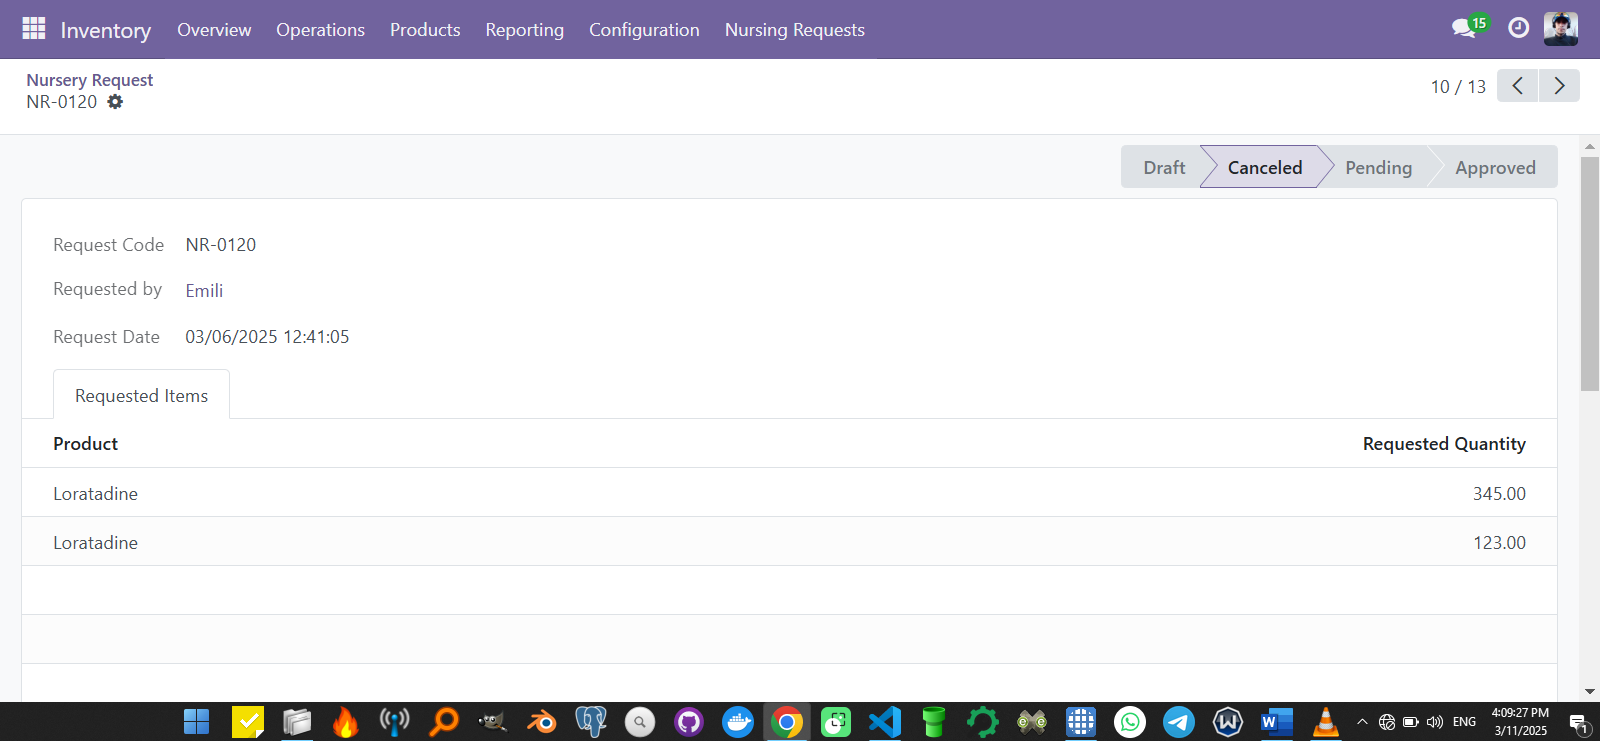 Inventory Overview Operations Products Reporting Configuration Nursing Requests 15
Nursery Request
NR-0120
10 / 13
Draft Canceled Pending Approved
Request Code NR-0120
Requested by Emili
Request Date 03/06/2025 12:41:05
Requested Items
Product Requested Quantity
Loratadine 345.00
Loratadine 123.00
ENG 4:09:27 PM
3/11/2025
1